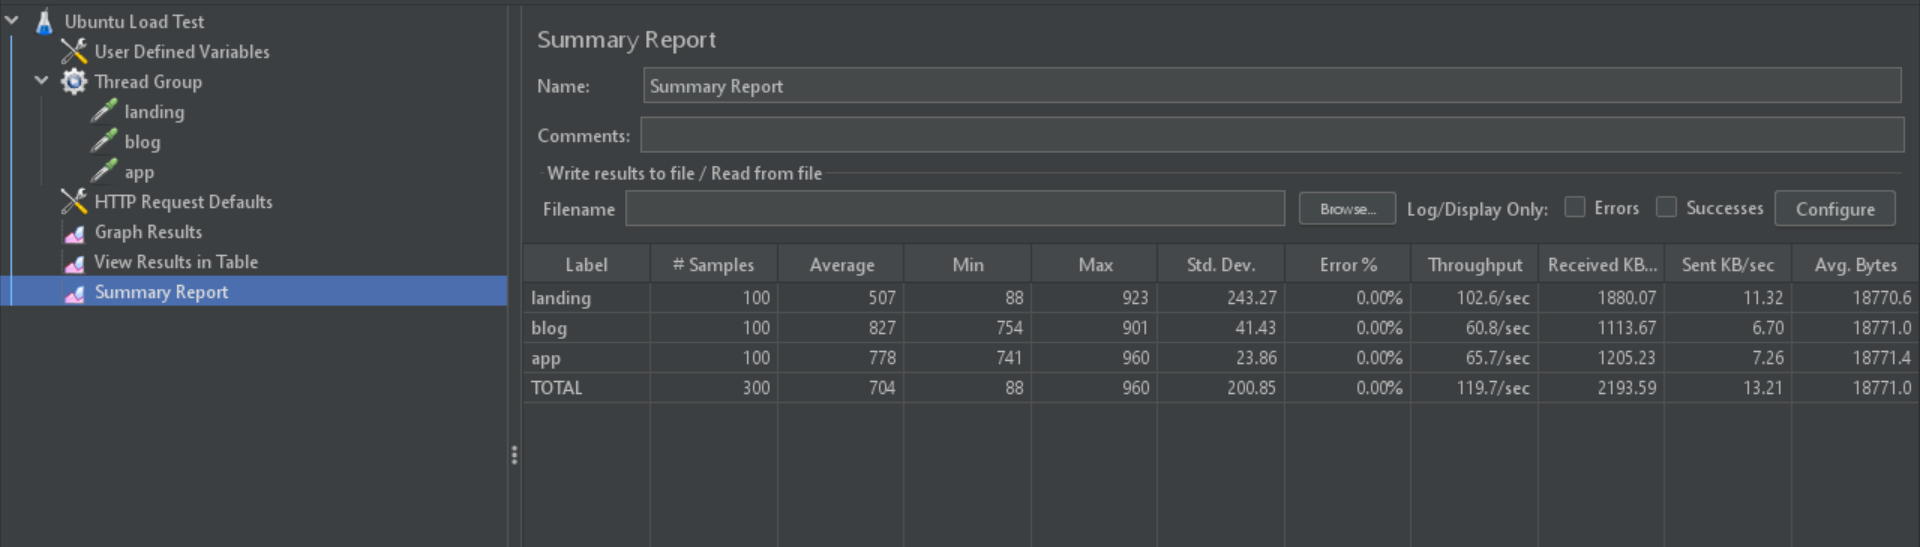 Ubuntu Load Test
User Defined Variables
Thread Group
landing
blog
app
HTTP Request Defaults
Graph Results
View Results in Table
Summary Report
Summary Report
Name: Summary Report
Comments:
Write results to file / Read from file
Filename Browse... Log/Display Only: Errors Successes Configure
Label # Samples Average Min Max Std. Dev. Error % Throughput Received KB... Sent KB/sec Avg. Bytes
landing 100 507 88 923 243.27 0.00% 102.6/sec 1880.07 11.32 18770.6
blog 100 827 754 901 41.43 0.00% 60.8/sec 1113.67 6.70 18771.0
app 100 778 741 960 23.86 0.00% 65.7/sec 1205.23 7.26 18771.4
TOTAL 300 704 88 960 200.85 0.00% 119.7/sec 2193.59 13.21 18771.0